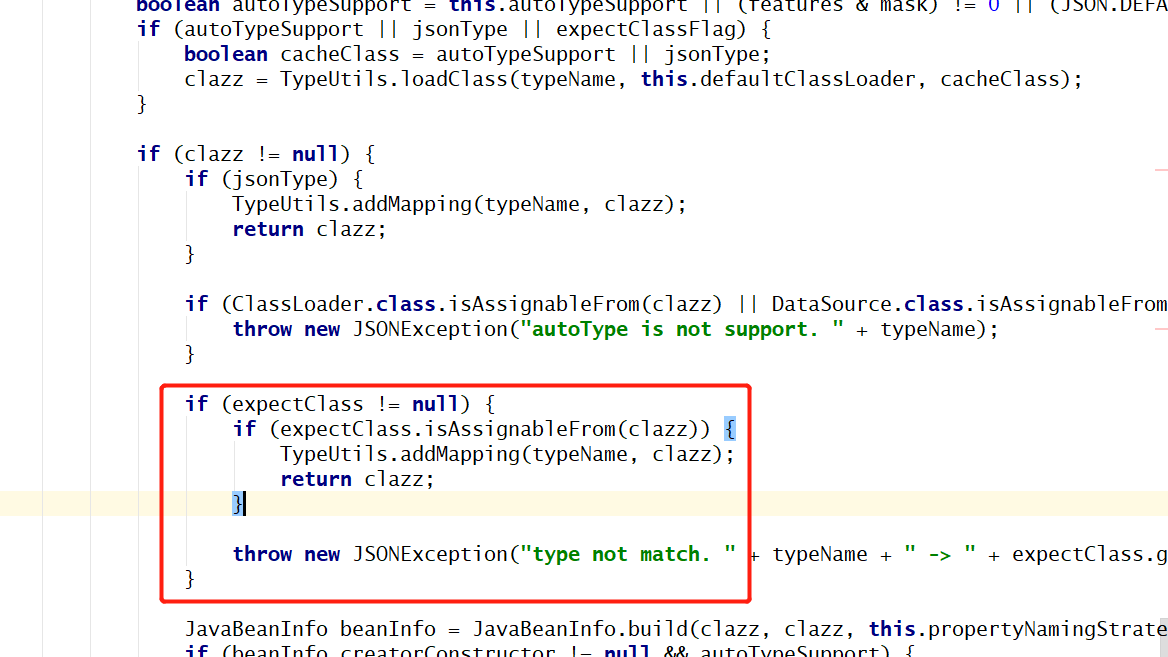 boolean autoTypeSupport = this.autoTypeSupport || (features & mask) != 0 || (JSON.DEFA
if (autoTypeSupport || jsonType || expectClassFlag) {
boolean cacheClass = autoTypeSupport || jsonType;
clazz = TypeUtils.loadClass(typeName, this.defaultClassLoader, cacheClass);
}
if (clazz != null) {
if (jsonType) {
TypeUtils.addMapping(typeName, clazz);
return clazz;
}
if (ClassLoader.class.isAssignableFrom(clazz) || DataSource.class.isAssignableFrom
throw new JSONException("autoType is not support. " + typeName);
}
if (expectClass != null) {
if (expectClass.isAssignableFrom(clazz)) {
TypeUtils.addMapping(typeName, clazz);
return clazz;
}
throw new JSONException("type not match. " + typeName + " -> " + expectClass.g
}
JavaBeanInfo beanInfo = JavaBeanInfo.build(clazz, clazz, this.propertyNamingStrate
if (beanInfo.creatorConstructor != null && autoTypeSupport) {